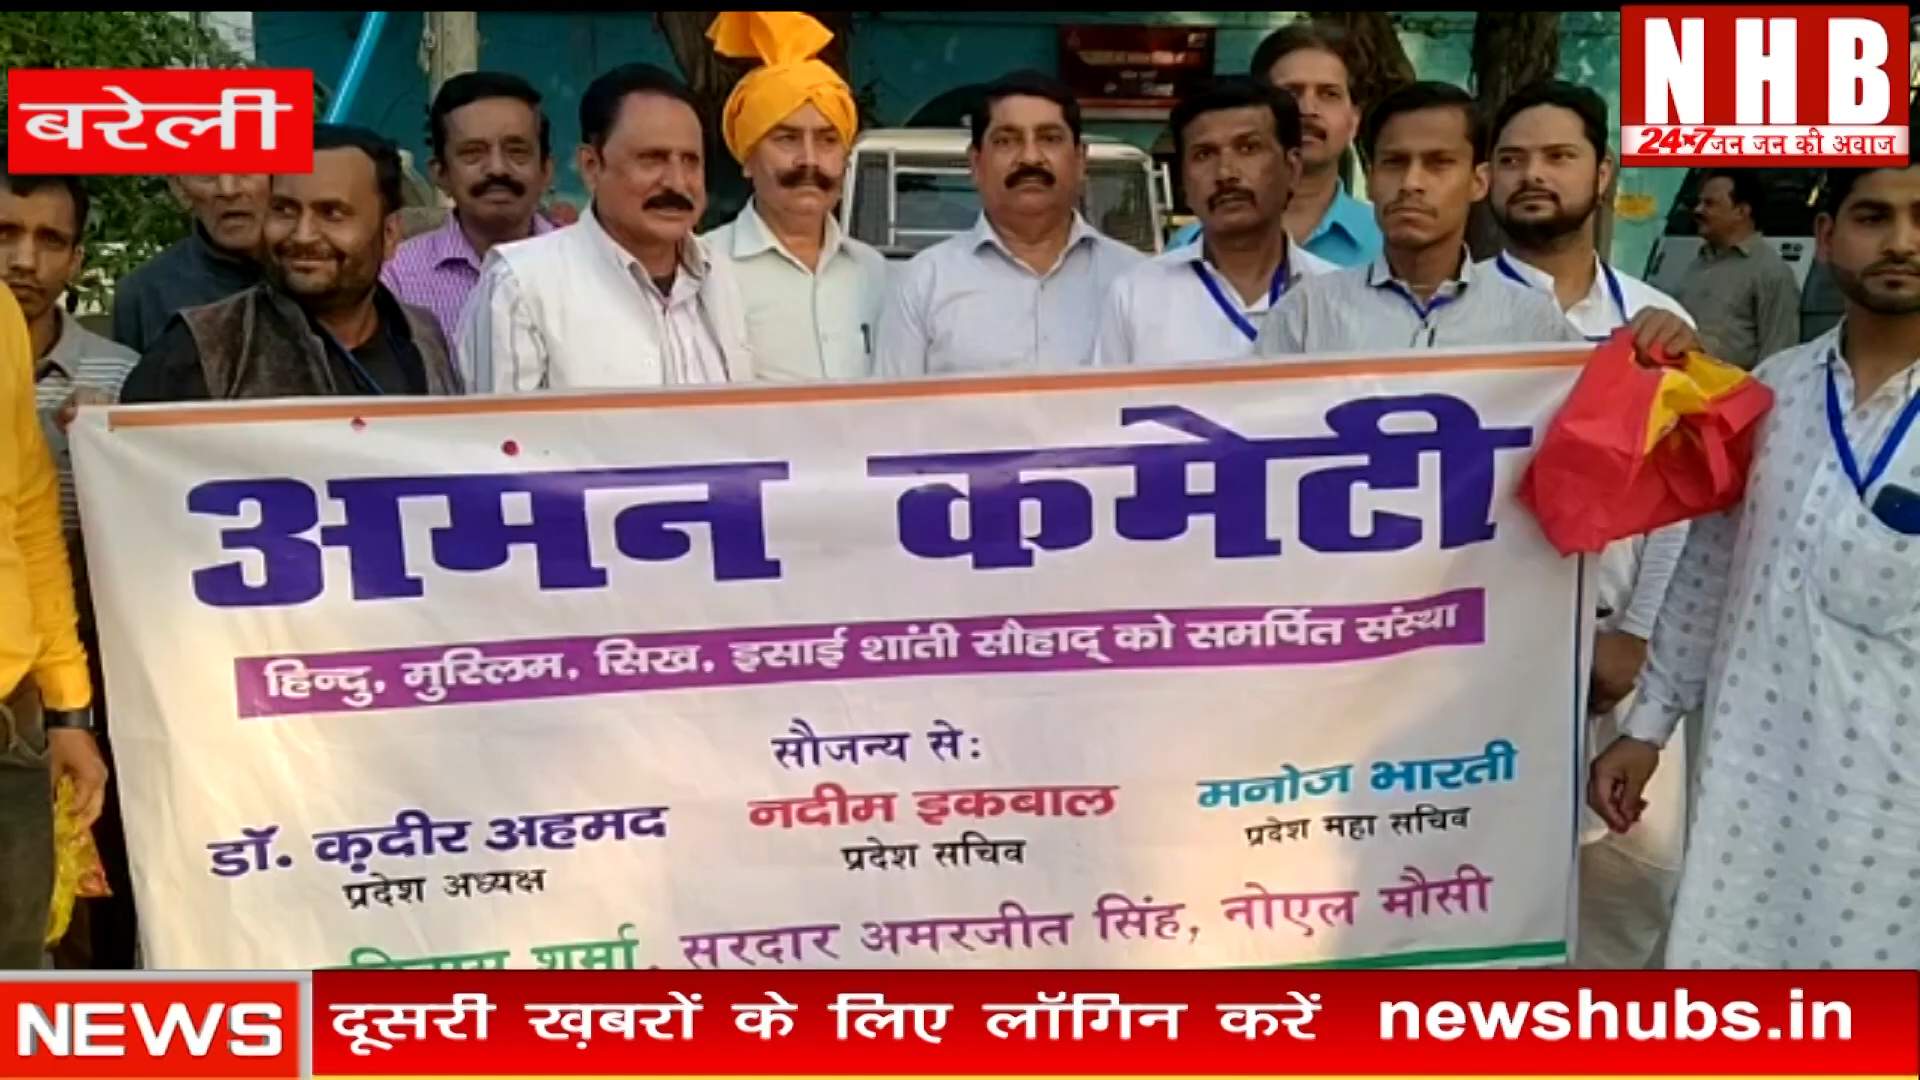 बरेली
NHB
24x7 जन जन की अवाज
अमन कमेटी
हिन्दु, मुस्लिम, सिख, इसाई शांती सौहाद् को समर्पित संस्था
सौजन्य से:
डॉ. क़दीर अहमद
प्रदेश अध्यक्ष
नदीम इकबाल
प्रदेश सचिव
मनोज भारती
प्रदेश महा सचिव
शर्मा, सरदार अमरजीत सिंह, नोएल मौसी
NEWS
दूसरी ख़बरों के लिए लॉगिन करें newshubs.in